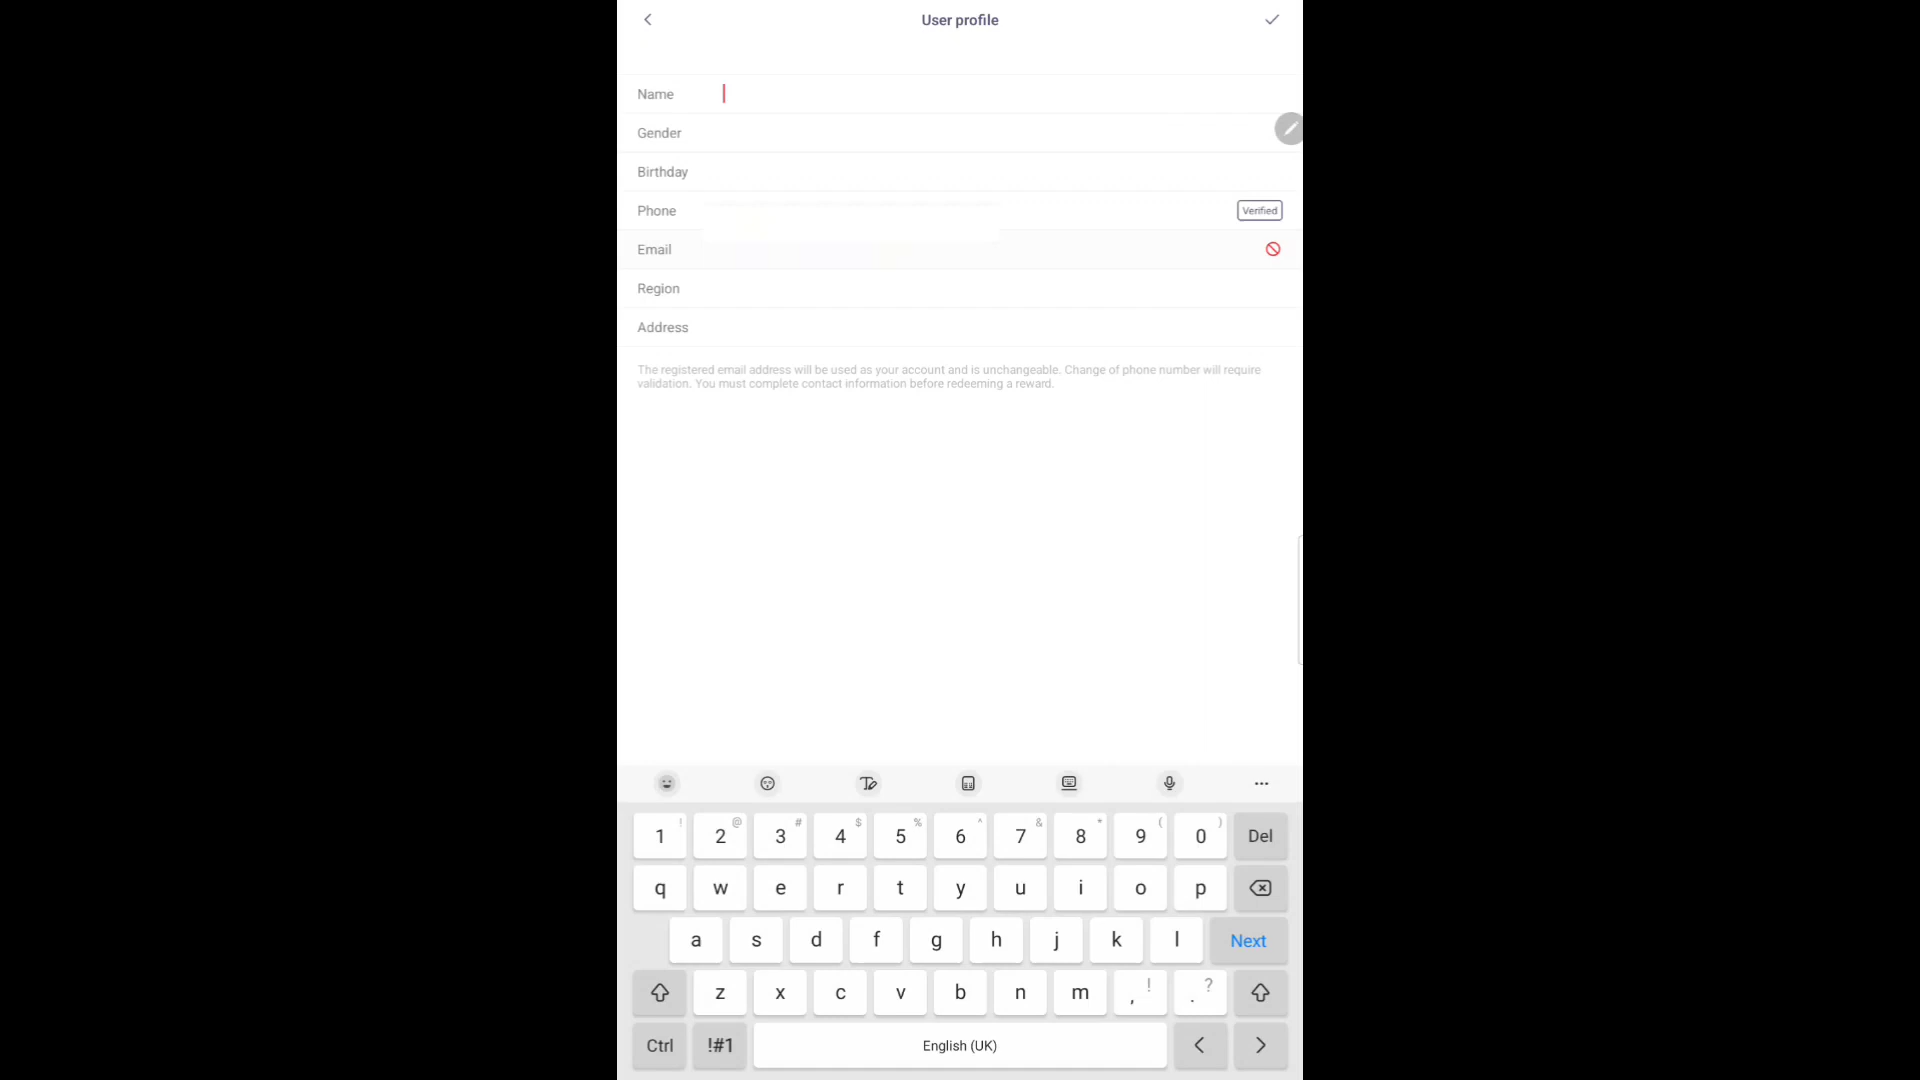 User profile
Name
Gender
Birthday
Phone
Verified
Email
Region
Address
The registered email address will be used as your account and is unchangeable. Change of phone number will require
validation. You must complete contact information before redeeming a reward.
! @ # $ % ^ & * ( )
1 2 3 4 5 6 7 8 9 0 Del
q w e r t y u i o p
a s d f g h j k l Next
z x c v b n m , ! . ?
Ctrl !#1 English (UK) < >